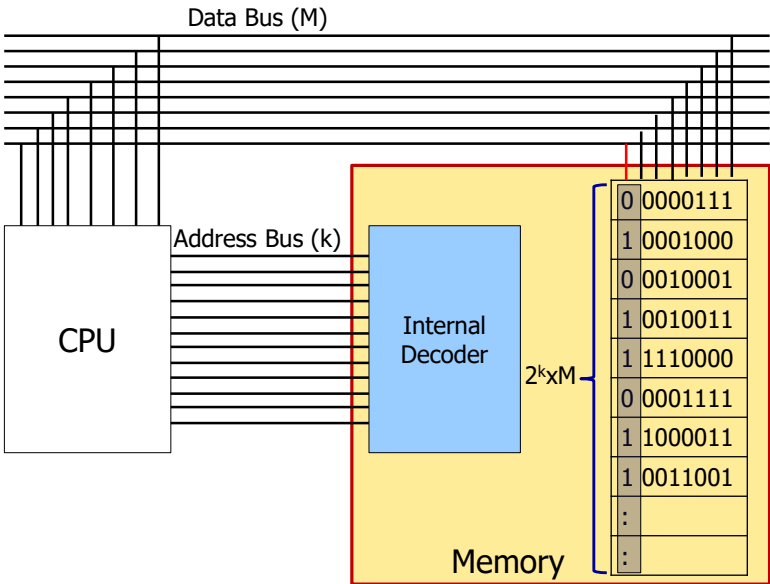 Data Bus (M)
Address Bus (k)
CPU
Internal
Decoder
2ᵏxM
0 0000111
1 0001000
0 0010001
1 0010011
1 1110000
0 0001111
1 1000011
1 0011001
:
:
Memory